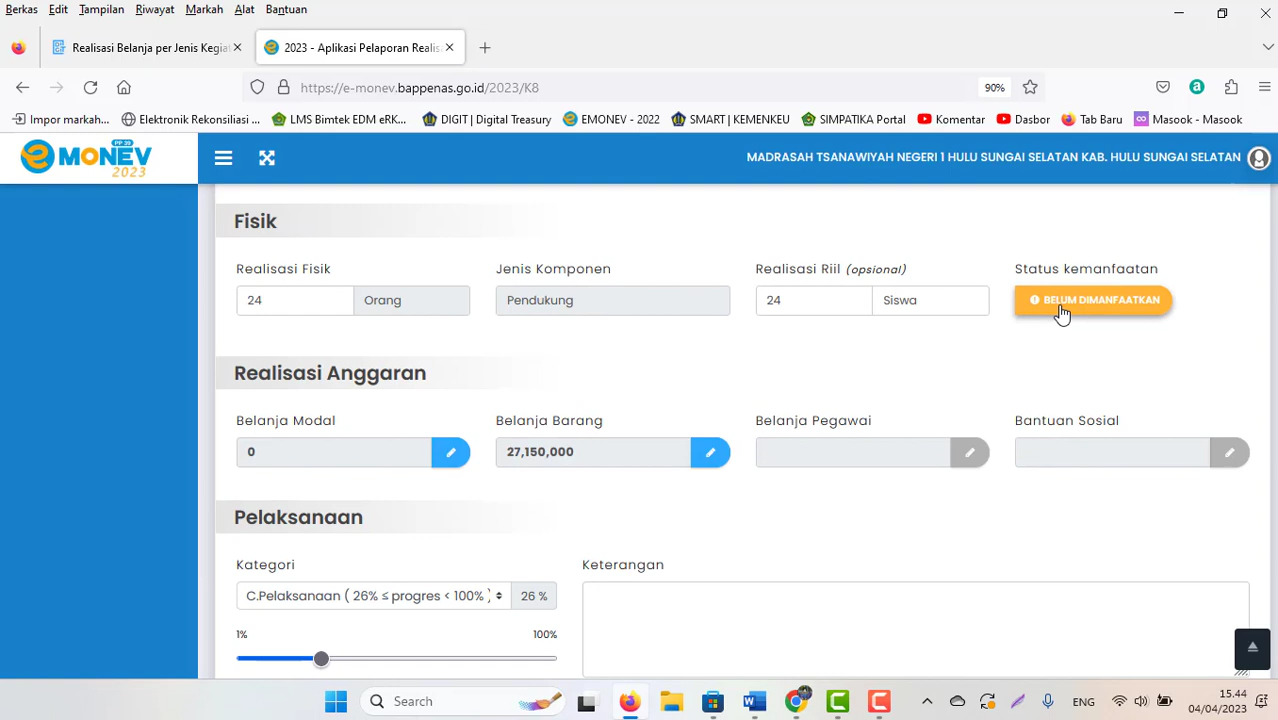 Berkas Edit Tampilan Riwayat Markah Alat Bantuan
Realisasi Belanja per Jenis Kegia
2023 - Aplikasi Pelaporan Realis
https://e-monev.bappenas.go.id/2023/K8
90%
Impor markah...
Elektronik Rekonsiliasi ...
LMS Bimtek EDM eRK...
DIGIT | Digital Treasury
EMONEV - 2022
SMART | KEMENKEU
SIMPATIKA Portal
Komentar
Dasbor
Tab Baru
Masook - Masook
PP 39
eMONEV
2023
MADRASAH TSANAWIYAH NEGERI 1 HULU SUNGAI SELATAN KAB. HULU SUNGAI SELATAN
Fisik
Realisasi Fisik
Jenis Komponen
Realisasi Riil (opsional)
Status kemanfaatan
24 Orang
Pendukung
24 Siswa
BELUM DIMANFAATKAN
Realisasi Anggaran
Belanja Modal
Belanja Barang
Belanja Pegawai
Bantuan Sosial
0
27,150,000
Pelaksanaan
Kategori
Keterangan
C.Pelaksanaan ( 26% ≤ progres < 100% )
26 %
1%
100%
Search
ENG
15.44
04/04/2023